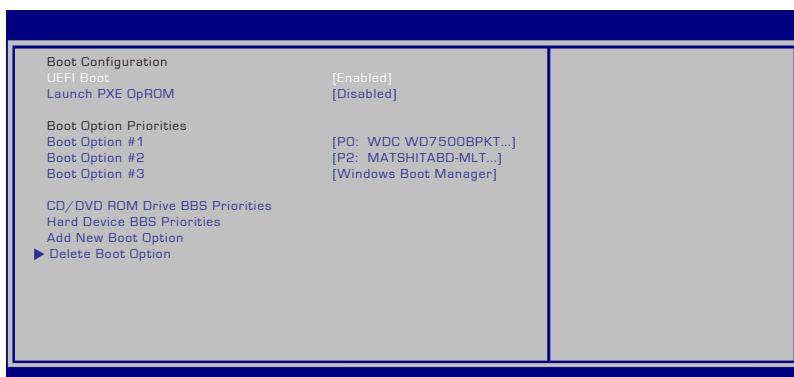 Boot Configuration
UEFI Boot [Enabled]
Launch PXE OpROM [Disabled]
Boot Option Priorities
Boot Option #1 [P0: WDC WD7500BPKT...]
Boot Option #2 [P2: MATSHITABD-MLT...]
Boot Option #3 [Windows Boot Manager]
CD/DVD ROM Drive BBS Priorities
Hard Device BBS Priorities
Add New Boot Option
Delete Boot Option